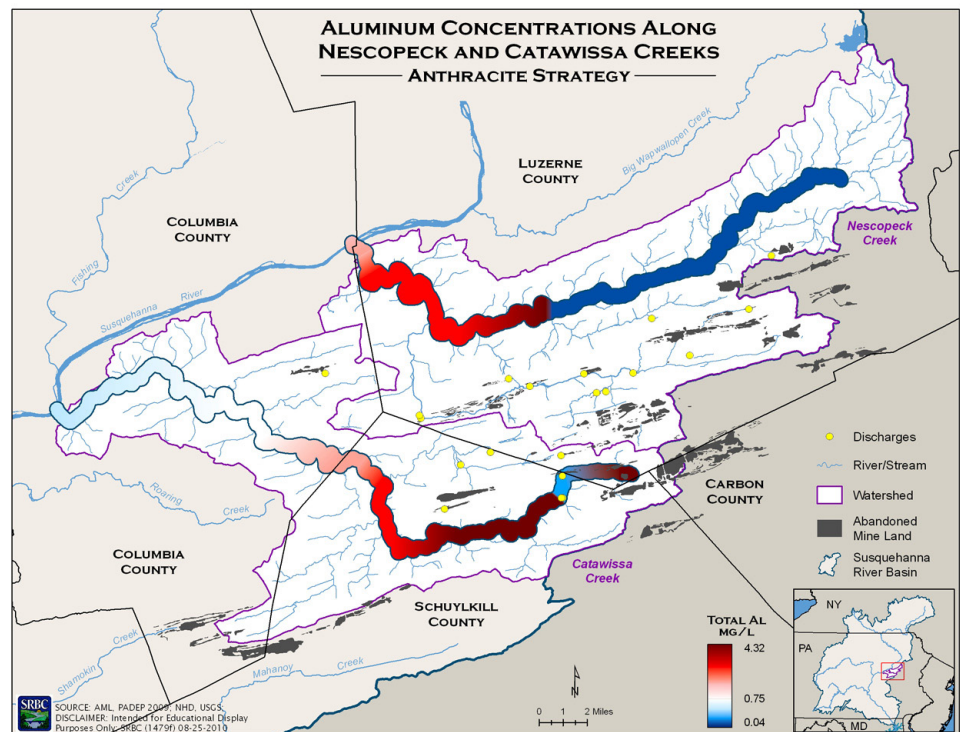 ALUMINUM CONCENTRATIONS ALONG
NESCOPECK AND CATAWISSA CREEKS
ANTHRACITE STRATEGY
LUZERNE
COUNTY
Big Wapwallopen Creek
COLUMBIA
COUNTY
Fishing
Creek
Susquehanna
River
Nescopeck
Creek
Roaring
Creek
COLUMBIA
COUNTY
Catawissa
Creek
CARBON
COUNTY
SCHUYLKILL
COUNTY
Shamokin
Creek
Mahanoy
Creek
Discharges
River/Stream
Watershed
Abandoned
Mine Land
Susquehanna
River Basin
TOTAL AL
MG/L
4.32
0.75
0.04
N
0 1 2 Miles
NY
PA
MD
SRBC
SOURCE: AML, PADEP 2009; NHD, USGS.
DISCLAIMER: Intended for Educational Display
Purposes Only; SRBC (1479f) 08-25-2010